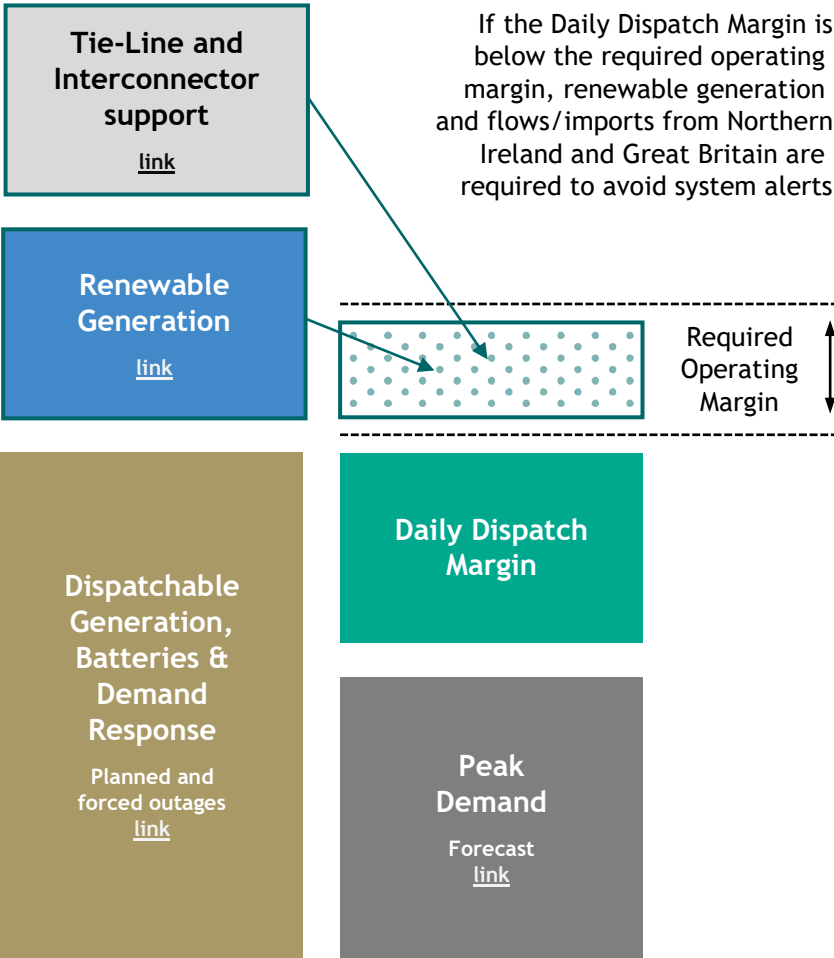 Tie-Line and
Interconnector
support
link
If the Daily Dispatch Margin is
below the required operating
margin, renewable generation
and flows/imports from Northern
Ireland and Great Britain are
required to avoid system alerts
Renewable
Generation
link
Required
Operating
Margin
Daily Dispatch
Margin
Dispatchable
Generation,
Batteries &
Demand
Response
Planned and
forced outages
link
Peak
Demand
Forecast
link